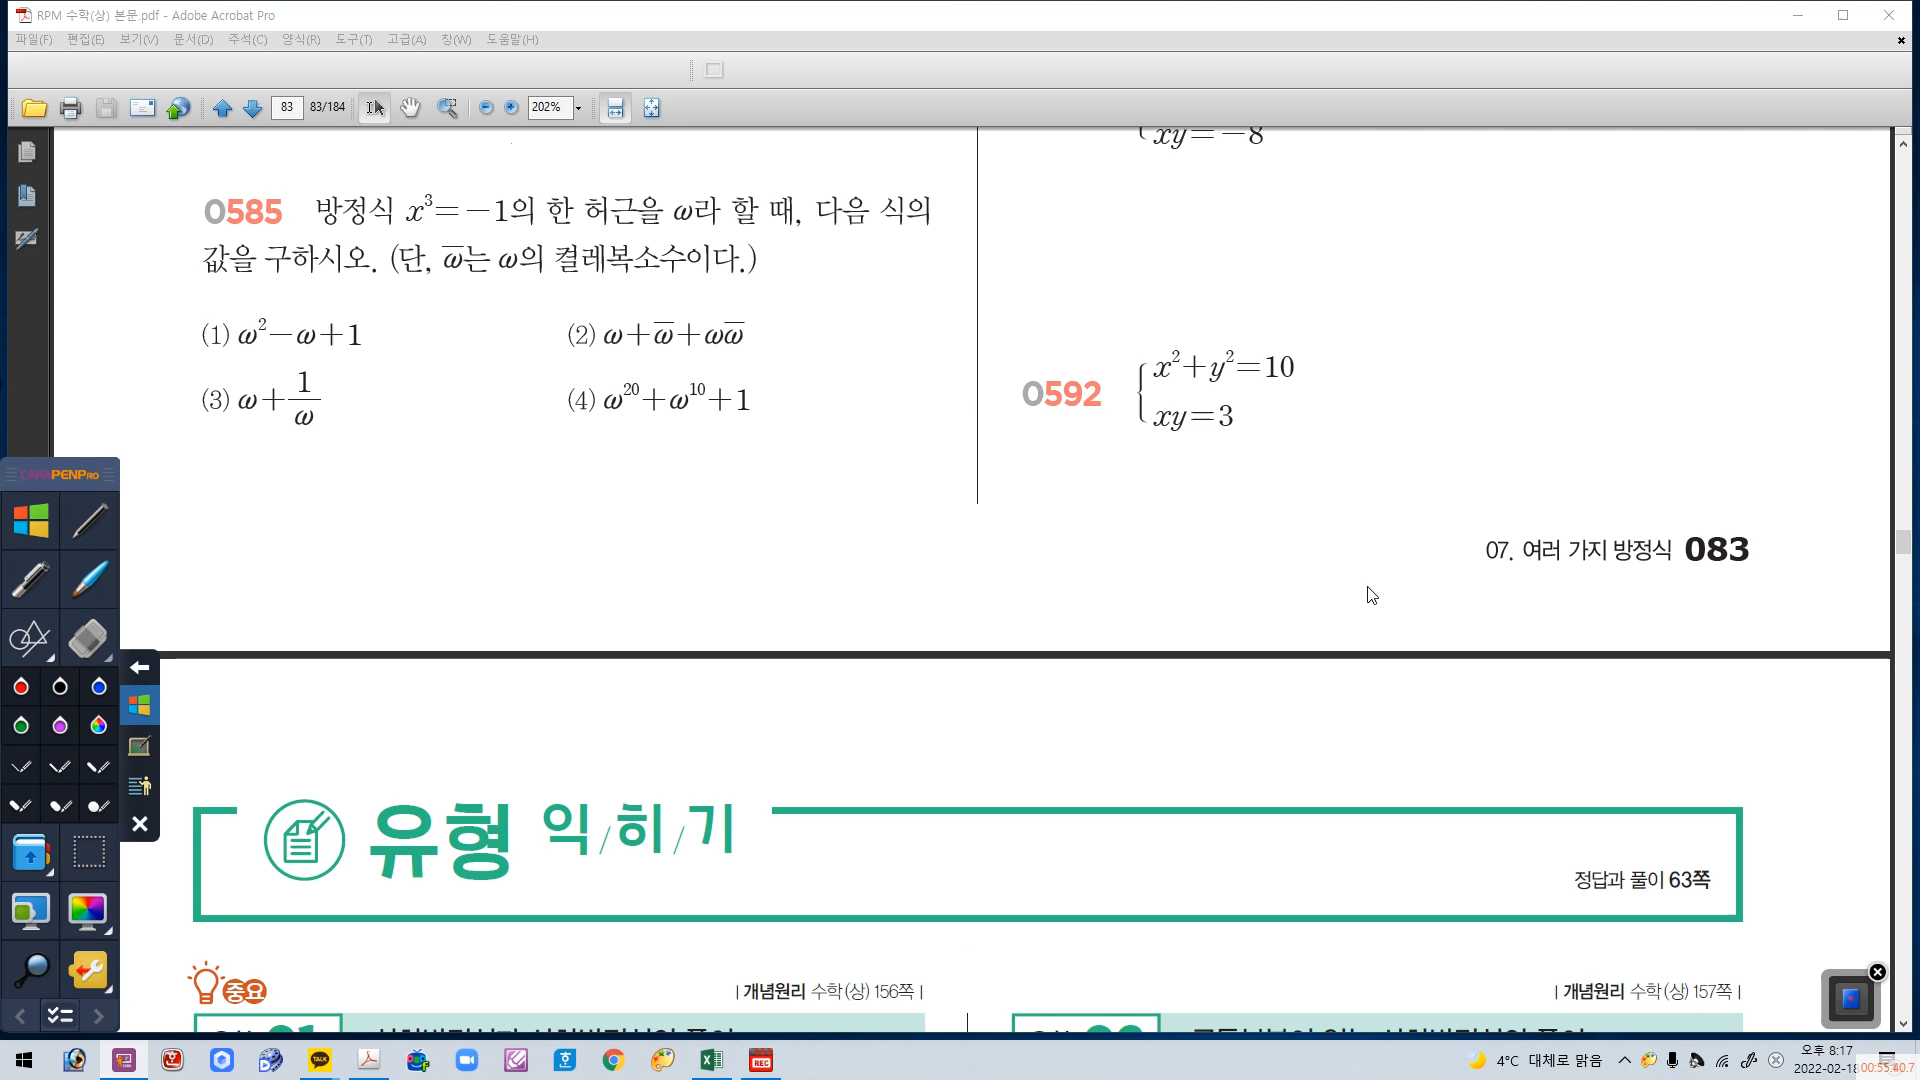 RPM 수학(상) 본문.pdf - Adobe Acrobat Pro
파일(F) 편집(E) 보기(V) 문서(D) 주석(C) 양식(R) 도구(T) 고급(A) 창(W) 도움말(H)
83 83/184 202%
xy=-8
0585 방정식 x³=-1의 한 허근을 ω라 할 때, 다음 식의
값을 구하시오. (단, ω̅는 ω의 켤레복소수이다.)
(1) ω²-ω+1
(2) ω+ω̅+ωω̅
(3) ω+1/ω
(4) ω²⁰+ω¹⁰+1
0592 x²+y²=10
xy=3
07. 여러 가지 방정식 083
CARAPENPRO
유형 익/히/기
정답과 풀이 63쪽
중요
| 개념원리 수학(상) 156쪽 |
| 개념원리 수학(상) 157쪽 |
TALK
REC
4°C 대체로 맑음
오후 8:17
2022-02-18
00:55:40.7